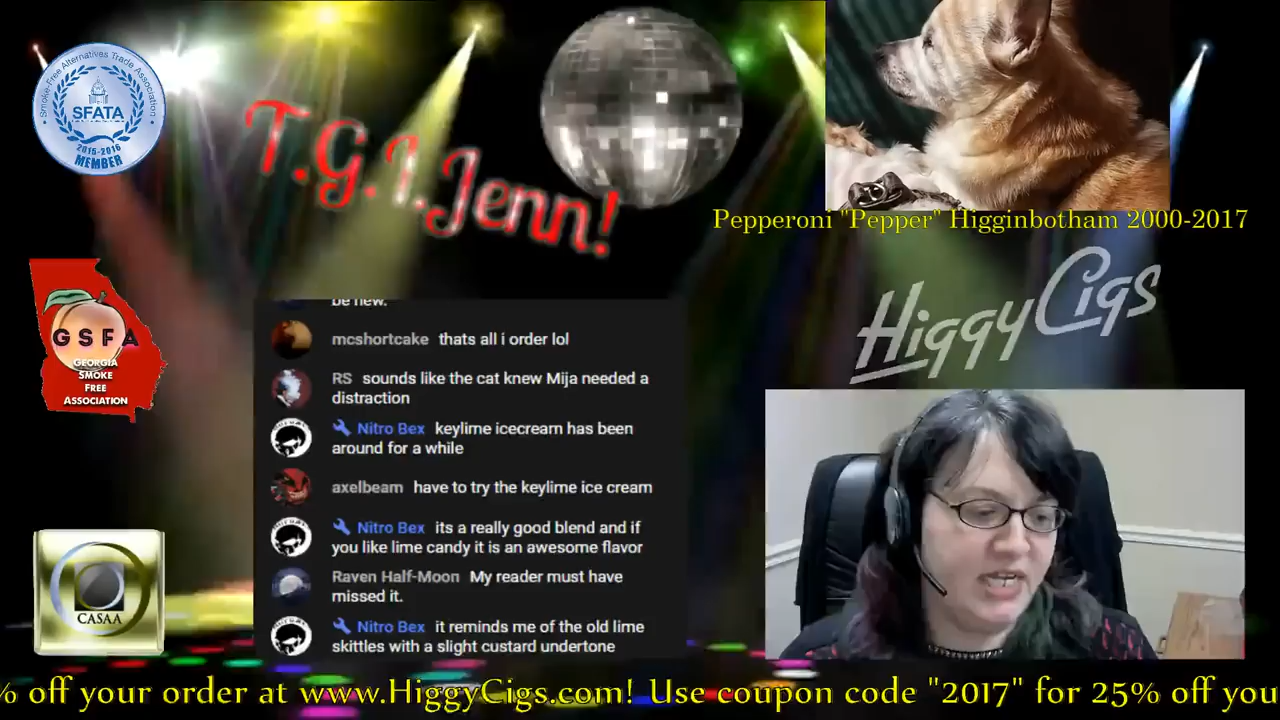 Smoke-Free Alternatives Trade Association
SFATA
2015-2016
MEMBER
T.G.I.Jenn!
Pepperoni "Pepper" Higginbotham 2000-2017
HiggyCigs
GSFA
GEORGIA
SMOKE
FREE
ASSOCIATION
CASAA
be new.
mcshortcake thats all i order lol
RS sounds like the cat knew Mija needed a
distraction
Nitro Bex keylime icecream has been
around for a while
axelbeam have to try the keylime ice cream
Nitro Bex its a really good blend and if
you like lime candy it is an awesome flavor
Raven Half-Moon My reader must have
missed it.
Nitro Bex it reminds me of the old lime
skittles with a slight custard undertone
% off your order at www.HiggyCigs.com! Use coupon code "2017" for 25% off you